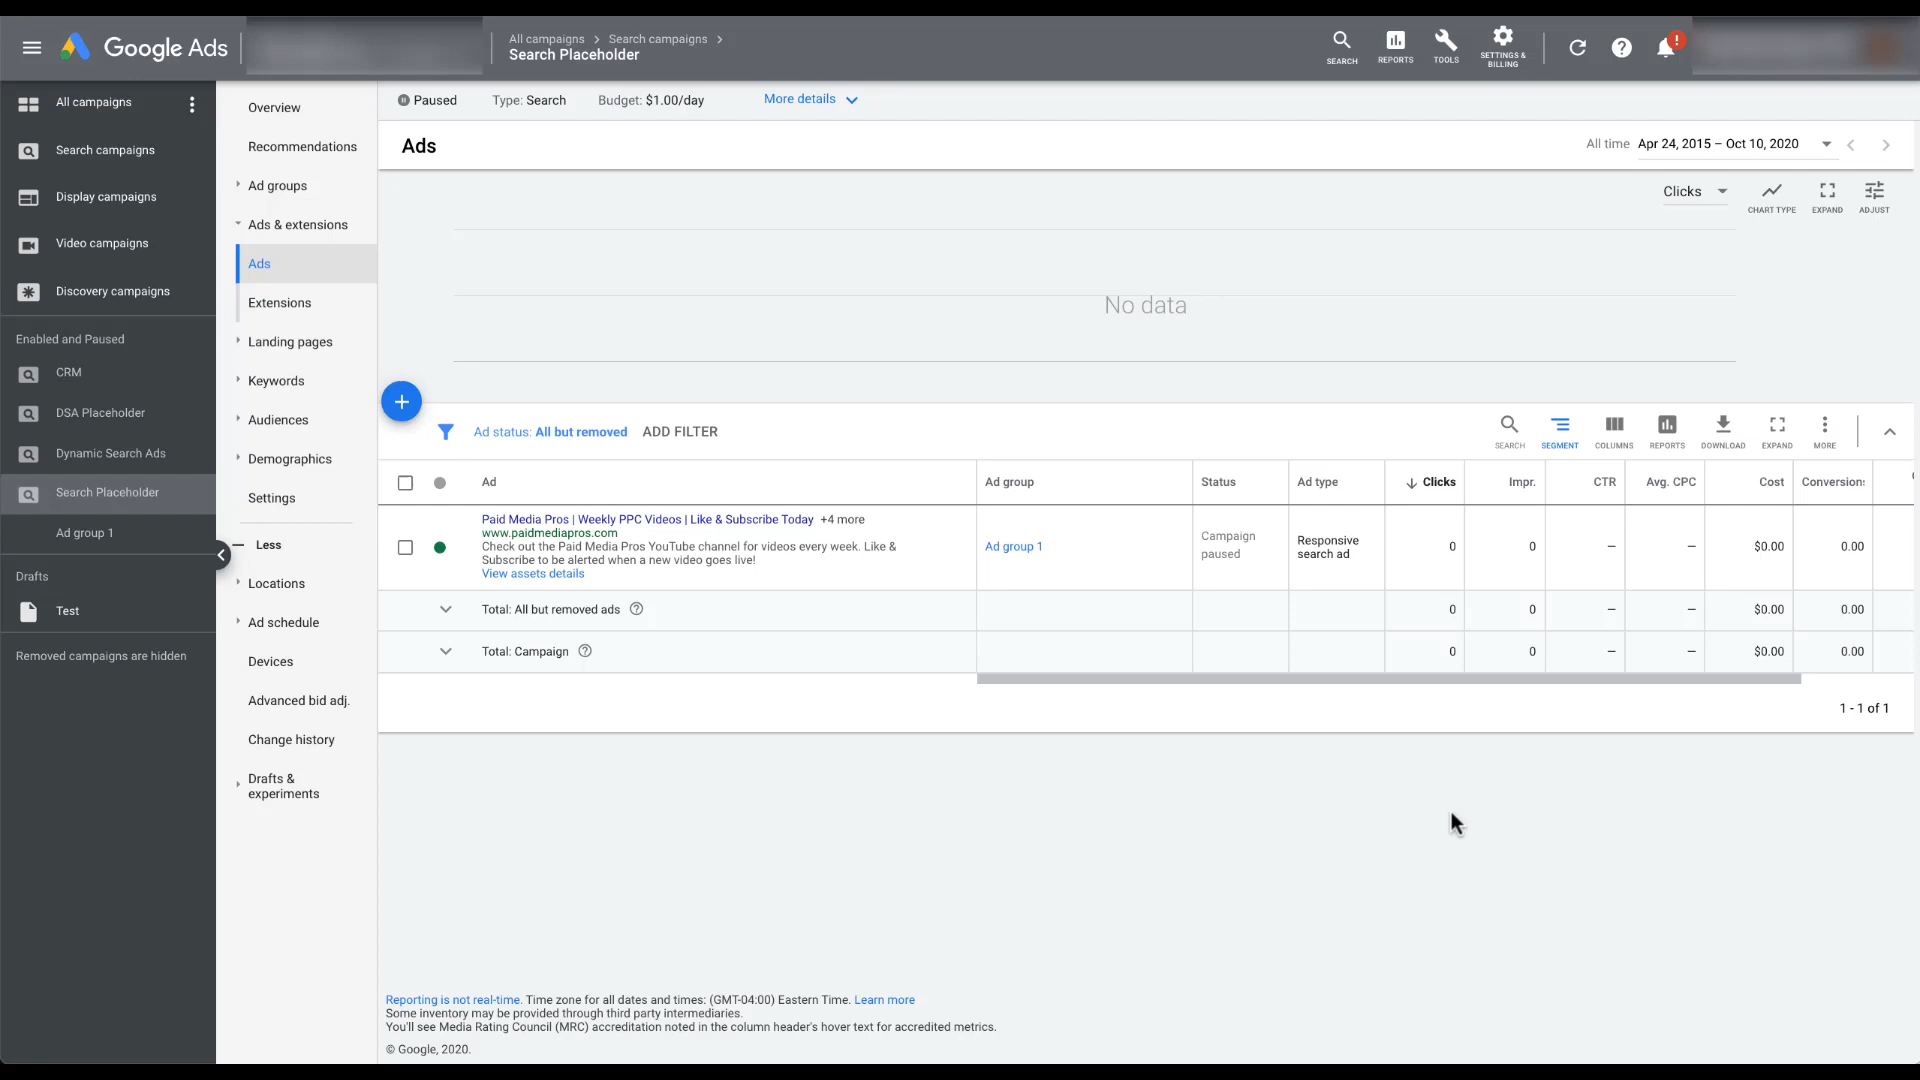 Google Ads
All campaigns > Search campaigns >
Search Placeholder
SEARCH
REPORTS
TOOLS
SETTINGS &
BILLING
!
All campaigns
Search campaigns
Display campaigns
Video campaigns
Discovery campaigns
Enabled and Paused
CRM
DSA Placeholder
Dynamic Search Ads
Search Placeholder
Ad group 1
Drafts
Test
Removed campaigns are hidden
Overview
Recommendations
Ad groups
Ads & extensions
Ads
Extensions
Landing pages
Keywords
Audiences
Demographics
Settings
Less
Locations
Ad schedule
Devices
Advanced bid adj.
Change history
Drafts &
experiments
Paused Type: Search Budget: $1.00/day More details
Ads
All time Apr 24, 2015 – Oct 10, 2020
Clicks
CHART TYPE
EXPAND
ADJUST
No data
Ad status: All but removed ADD FILTER
SEARCH
SEGMENT
COLUMNS
REPORTS
DOWNLOAD
EXPAND
MORE
Ad Ad group Status Ad type Clicks Impr. CTR Avg. CPC Cost Conversions
Paid Media Pros | Weekly PPC Videos | Like & Subscribe Today +4 more
www.paidmediapros.com
Check out the Paid Media Pros YouTube channel for videos every week. Like &
Subscribe to be alerted when a new video goes live!
View assets details
Ad group 1
Campaign
paused
Responsive
search ad
0 0 – – $0.00 0.00
Total: All but removed ads ? 0 0 – – $0.00 0.00
Total: Campaign ? 0 0 – – $0.00 0.00
1 - 1 of 1
Reporting is not real-time. Time zone for all dates and times: (GMT-04:00) Eastern Time. Learn more
Some inventory may be provided through third party intermediaries.
You'll see Media Rating Council (MRC) accreditation noted in the column header's hover text for accredited metrics.
© Google, 2020.